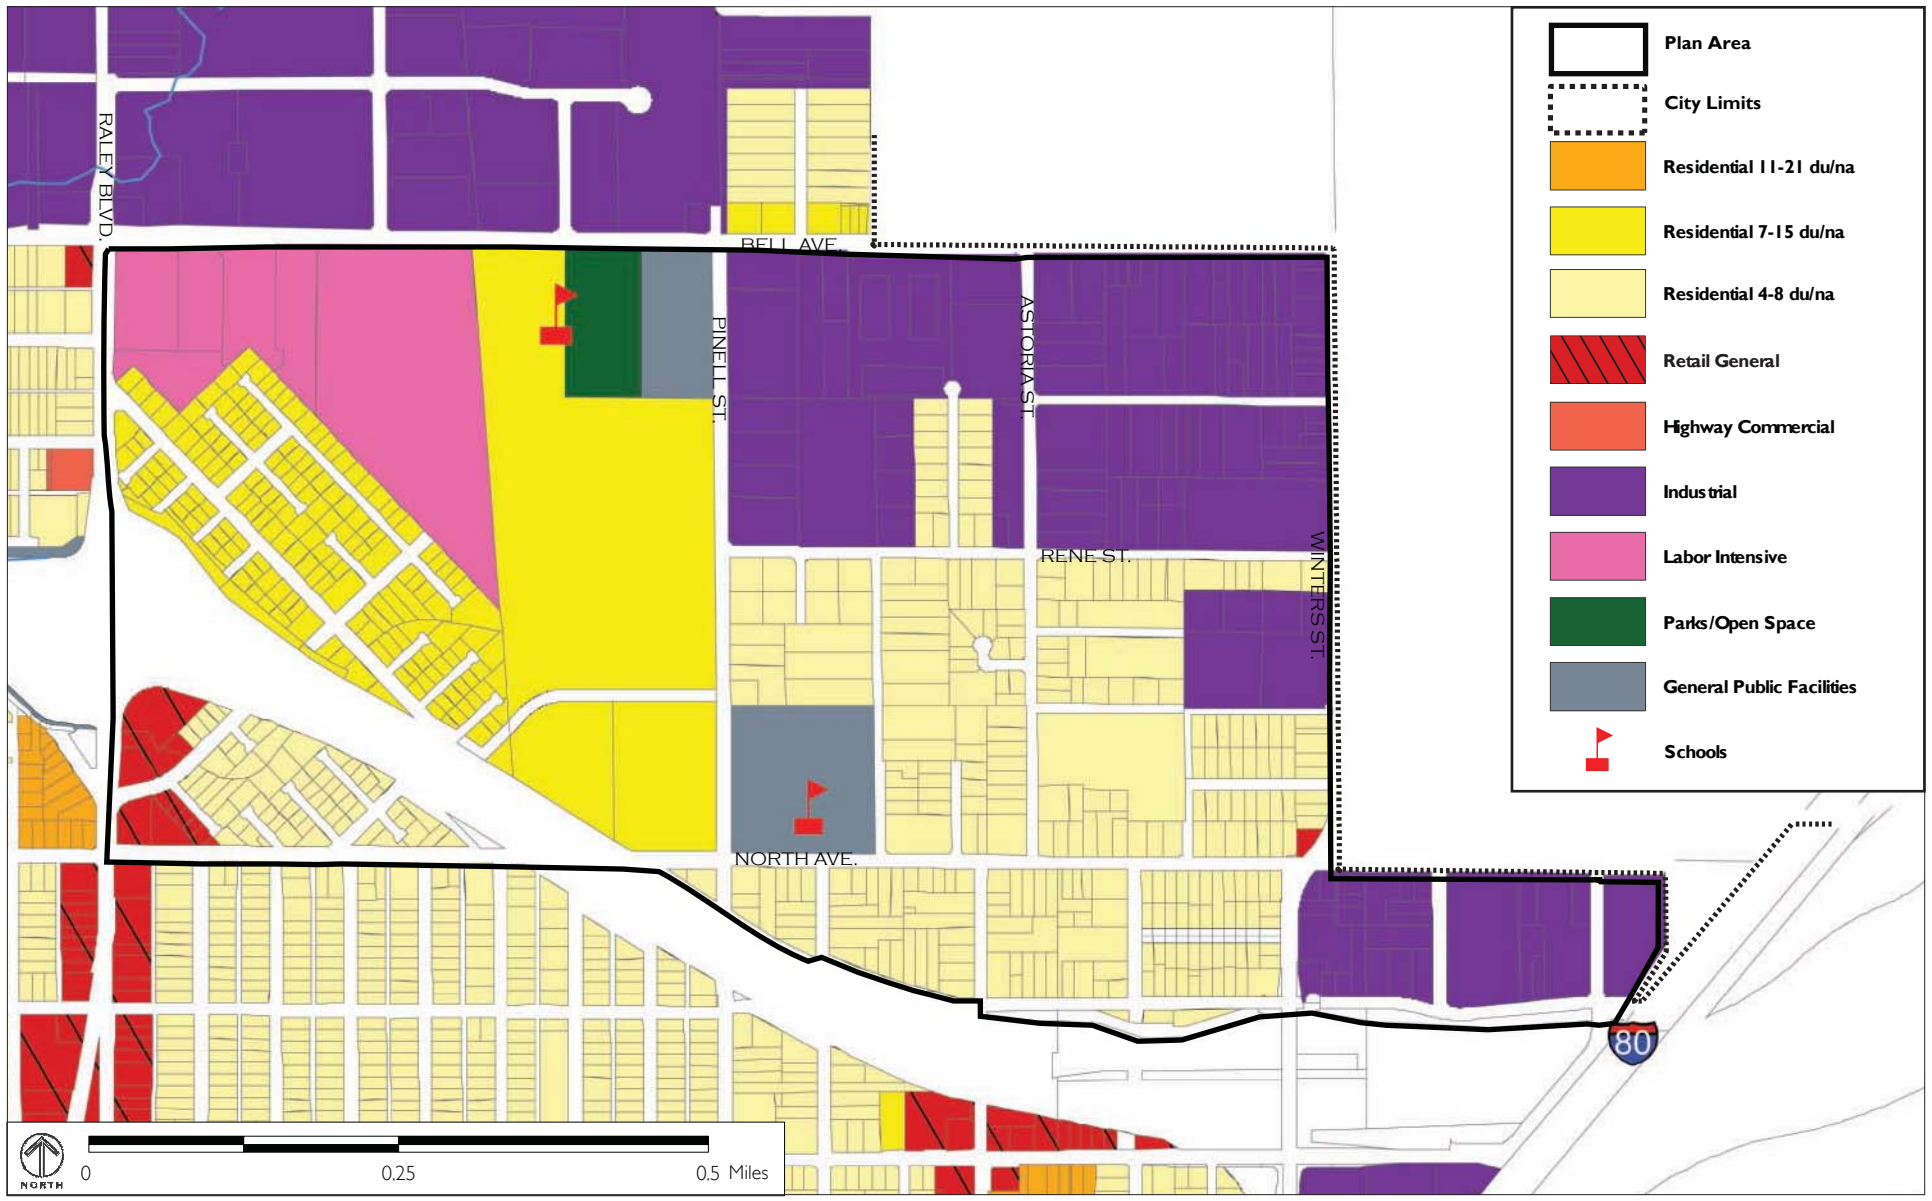 Plan Area
City Limits
Residential 11-21 du/na
Residential 7-15 du/na
Residential 4-8 du/na
Retail General
Highway Commercial
Industrial
Labor Intensive
Parks/Open Space
General Public Facilities
Schools
RALEY BLVD.
BELL AVE.
PINELL ST.
ASTORIA ST.
RENE ST.
WINTERS ST.
NORTH AVE.
80
NORTH
0
0.25
0.5 Miles